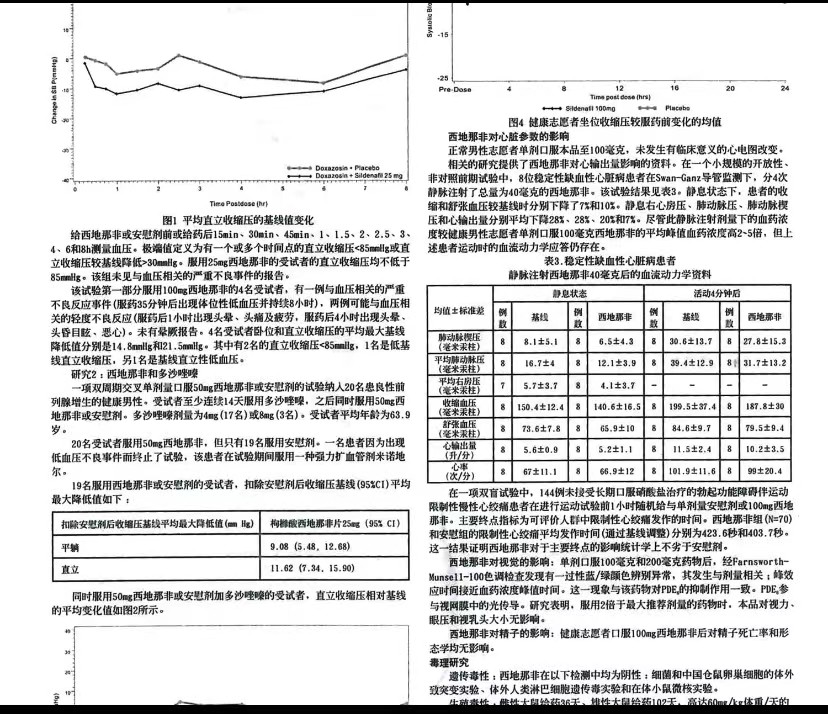 10
0
-10
-20
-30
-40
Change in SB P(mmHg)
Doxazosin + Placebo
Doxazosin + Sildenafil 25 mg
0 1 2 3 4 5 6 7 8
Time Postdose (hr)
图1 平均直立收缩压的基线值变化
给西地那非或安慰剂前或给药后15min、30min、45min、1、1.5、2、2.5、3、
4、6和8h测量血压。极端值定义为有一个或多个时间点的直立收缩压<85mmHg或直
立收缩压较基线降低>30mmHg。服用25mg西地那非的受试者的直立收缩压均不低于
85mmHg。该组未见与血压相关的严重不良事件的报告。
该试验第一部分服用100mg西地那非的4名受试者，有一例与血压相关的严重
不良反应事件(服药35分钟后出现体位性低血压并持续8小时)，两例可能与血压相
关的轻度不良反应(服药后1小时出现头晕、头痛及疲劳，服药后4小时出现头晕、
头昏目眩、恶心)。未有晕厥报告。4名受试者卧位和直立收缩压的平均最大基线
降低值分别是14.8mmHg和21.5mmHg。其中有2名的直立收缩压<85mmHg，1名是低基
线直立收缩压，另1名是基线直立性低血压。
研究2：西地那非和多沙唑嗪
一项双周期交叉单剂量口服50mg西地那非或安慰剂的试验纳入20名患良性前
列腺增生的健康男性。受试者至少连续14天服用多沙唑嗪，之后同时服用50mg西
地那非或安慰剂。多沙唑嗪剂量为4mg(17名)或8mg(3名)。受试者平均年龄为63.9
岁。
20名受试者服用50mg西地那非，但只有19名服用安慰剂。一名患者因为出现
低血压不良事件而终止了试验，该患者在试验期间服用一种强力扩血管剂米诺地
尔。
19名服用西地那非或安慰剂的受试者，扣除安慰剂后收缩压基线(95%CI)平均
最大降低值如下：
扣除安慰剂后收缩压基线平均最大降低值(mm Hg) 枸橼酸西地那非片25mg (95% CI)
平躺 9.08 (5.48, 12.68)
直立 11.62 (7.34, 15.90)
同时服用50mg西地那非或安慰剂加多沙唑嗪的受试者，直立收缩压相对基线
的平均变化值如图2所示。
40
30
20
10
Systolic Blo
-15
-25
Pre-Dose 4 8 12 16 20 24
Time post dose (hrs)
Sildenafil 100mg Placebo
图4 健康志愿者坐位收缩压较服药前变化的均值
西地那非对心脏参数的影响
正常男性志愿者单剂口服本品至100毫克，未发生有临床意义的心电图改变。
相关的研究提供了西地那非对心输出量影响的资料。在一个小规模的开放性、
非对照前期试验中，8位稳定性缺血性心脏病患者在Swan-Ganz导管监测下，分4次
静脉注射了总量为40毫克的西地那非。该试验结果见表3。静息状态下，患者的收
缩和舒张血压较基线时分别下降了7%和10%。静息右心房压、肺动脉压、肺动脉楔
压和心输出量分别平均下降28%、28%、20%和7%。尽管此静脉注射剂量下的血药浓
度较健康男性志愿者单剂口服100毫克西地那非的平均峰值血药浓度高2~5倍，但上
述患者运动时的血流动力学应答仍存在。
表3.稳定性缺血性心脏病患者
静脉注射西地那非40毫克后的血流动力学资料
均值±标准差 静息状态 活动4分钟后
例数 基线 例数 西地那非 例数 基线 例数 西地那非
肺动脉楔压(毫米汞柱) 8 8.1±5.1 8 6.5±4.3 8 30.6±13.7 8 27.8±15.3
平均肺动脉压(毫米汞柱) 8 16.7±4 8 12.1±3.9 8 39.4±12.9 8 31.7±13.2
平均右房压(毫米汞柱) 7 5.7±3.7 8 4.1±3.7 - - - -
收缩血压(毫米汞柱) 8 150.4±12.4 8 140.6±16.5 8 199.5±37.4 8 187.8±30
舒张血压(毫米汞柱) 8 73.6±7.8 8 65.9±10 8 84.6±9.7 8 79.5±9.4
心输出量(升/分) 8 5.6±0.9 8 5.2±1.1 8 11.5±2.4 8 10.2±3.5
心率(次/分) 8 67±11.1 8 66.9±12 8 101.9±11.6 8 99±20.4
在一项双盲试验中，144例未接受长期口服硝酸盐治疗的勃起功能障碍伴运动
限制性慢性心绞痛患者在进行运动试验前1小时随机给与单剂量安慰剂或100mg西地
那非。主要终点指标为可评价人群中限制性心绞痛发作的时间。西地那非组(N=70)
和安慰剂组的限制性心绞痛平均发作时间(通过基线调整)分别为423.6秒和403.7秒。
这一结果证明西地那非对于主要终点的影响统计学上不劣于安慰剂。
西地那非对视觉的影响：单剂口服100毫克和200毫克药物后，经Farnsworth-
Munsell-100色调检查发现有一过性蓝/绿颜色辨别异常，其发生与剂量相关；峰效
应时间接近血药浓度峰值时间。这一现象与该药物对PDE₆的抑制作用一致。PDE₆参
与视网膜中的光传导。研究表明，服用2倍于最大推荐剂量的药物时，本品对视力、
眼压和视乳头大小无影响。
西地那非对精子的影响：健康志愿者口服100mg西地那非后对精子死亡率和形
态学均无影响。
毒理研究
遗传毒性：西地那非在以下检测中均为阴性：细菌和中国仓鼠卵巢细胞的体外
致突变实验、体外人类淋巴细胞遗传毒实验和在体小鼠微核实验。
生殖毒性：雌性大鼠给药36天、雄性大鼠给药102天，高达60mg/kg体重/天的